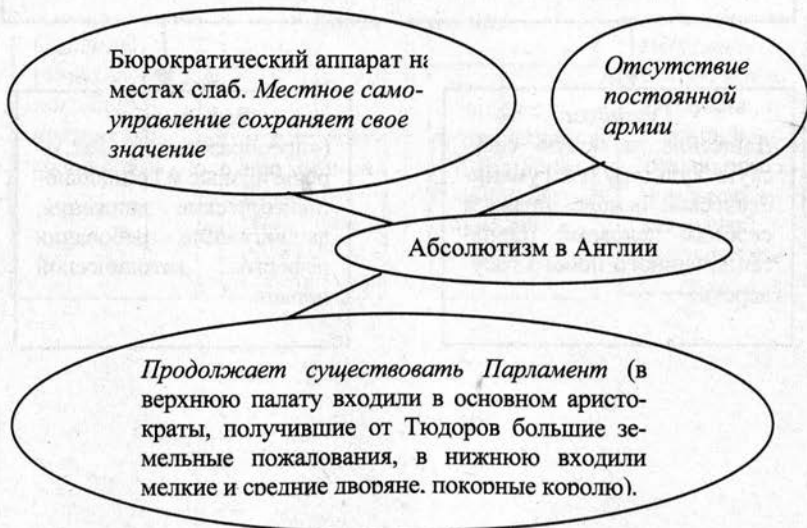 Бюрократический аппарат на
местах слаб. Местное само-
управление сохраняет свое
значение
Отсутствие
постоянной
армии
Абсолютизм в Англии
Продолжает существовать Парламент (в
верхнюю палату входили в основном аристо-
краты, получившие от Тюдоров большие зе-
мельные пожалования, в нижнюю входили
мелкие и средние дворяне, покорные королю).